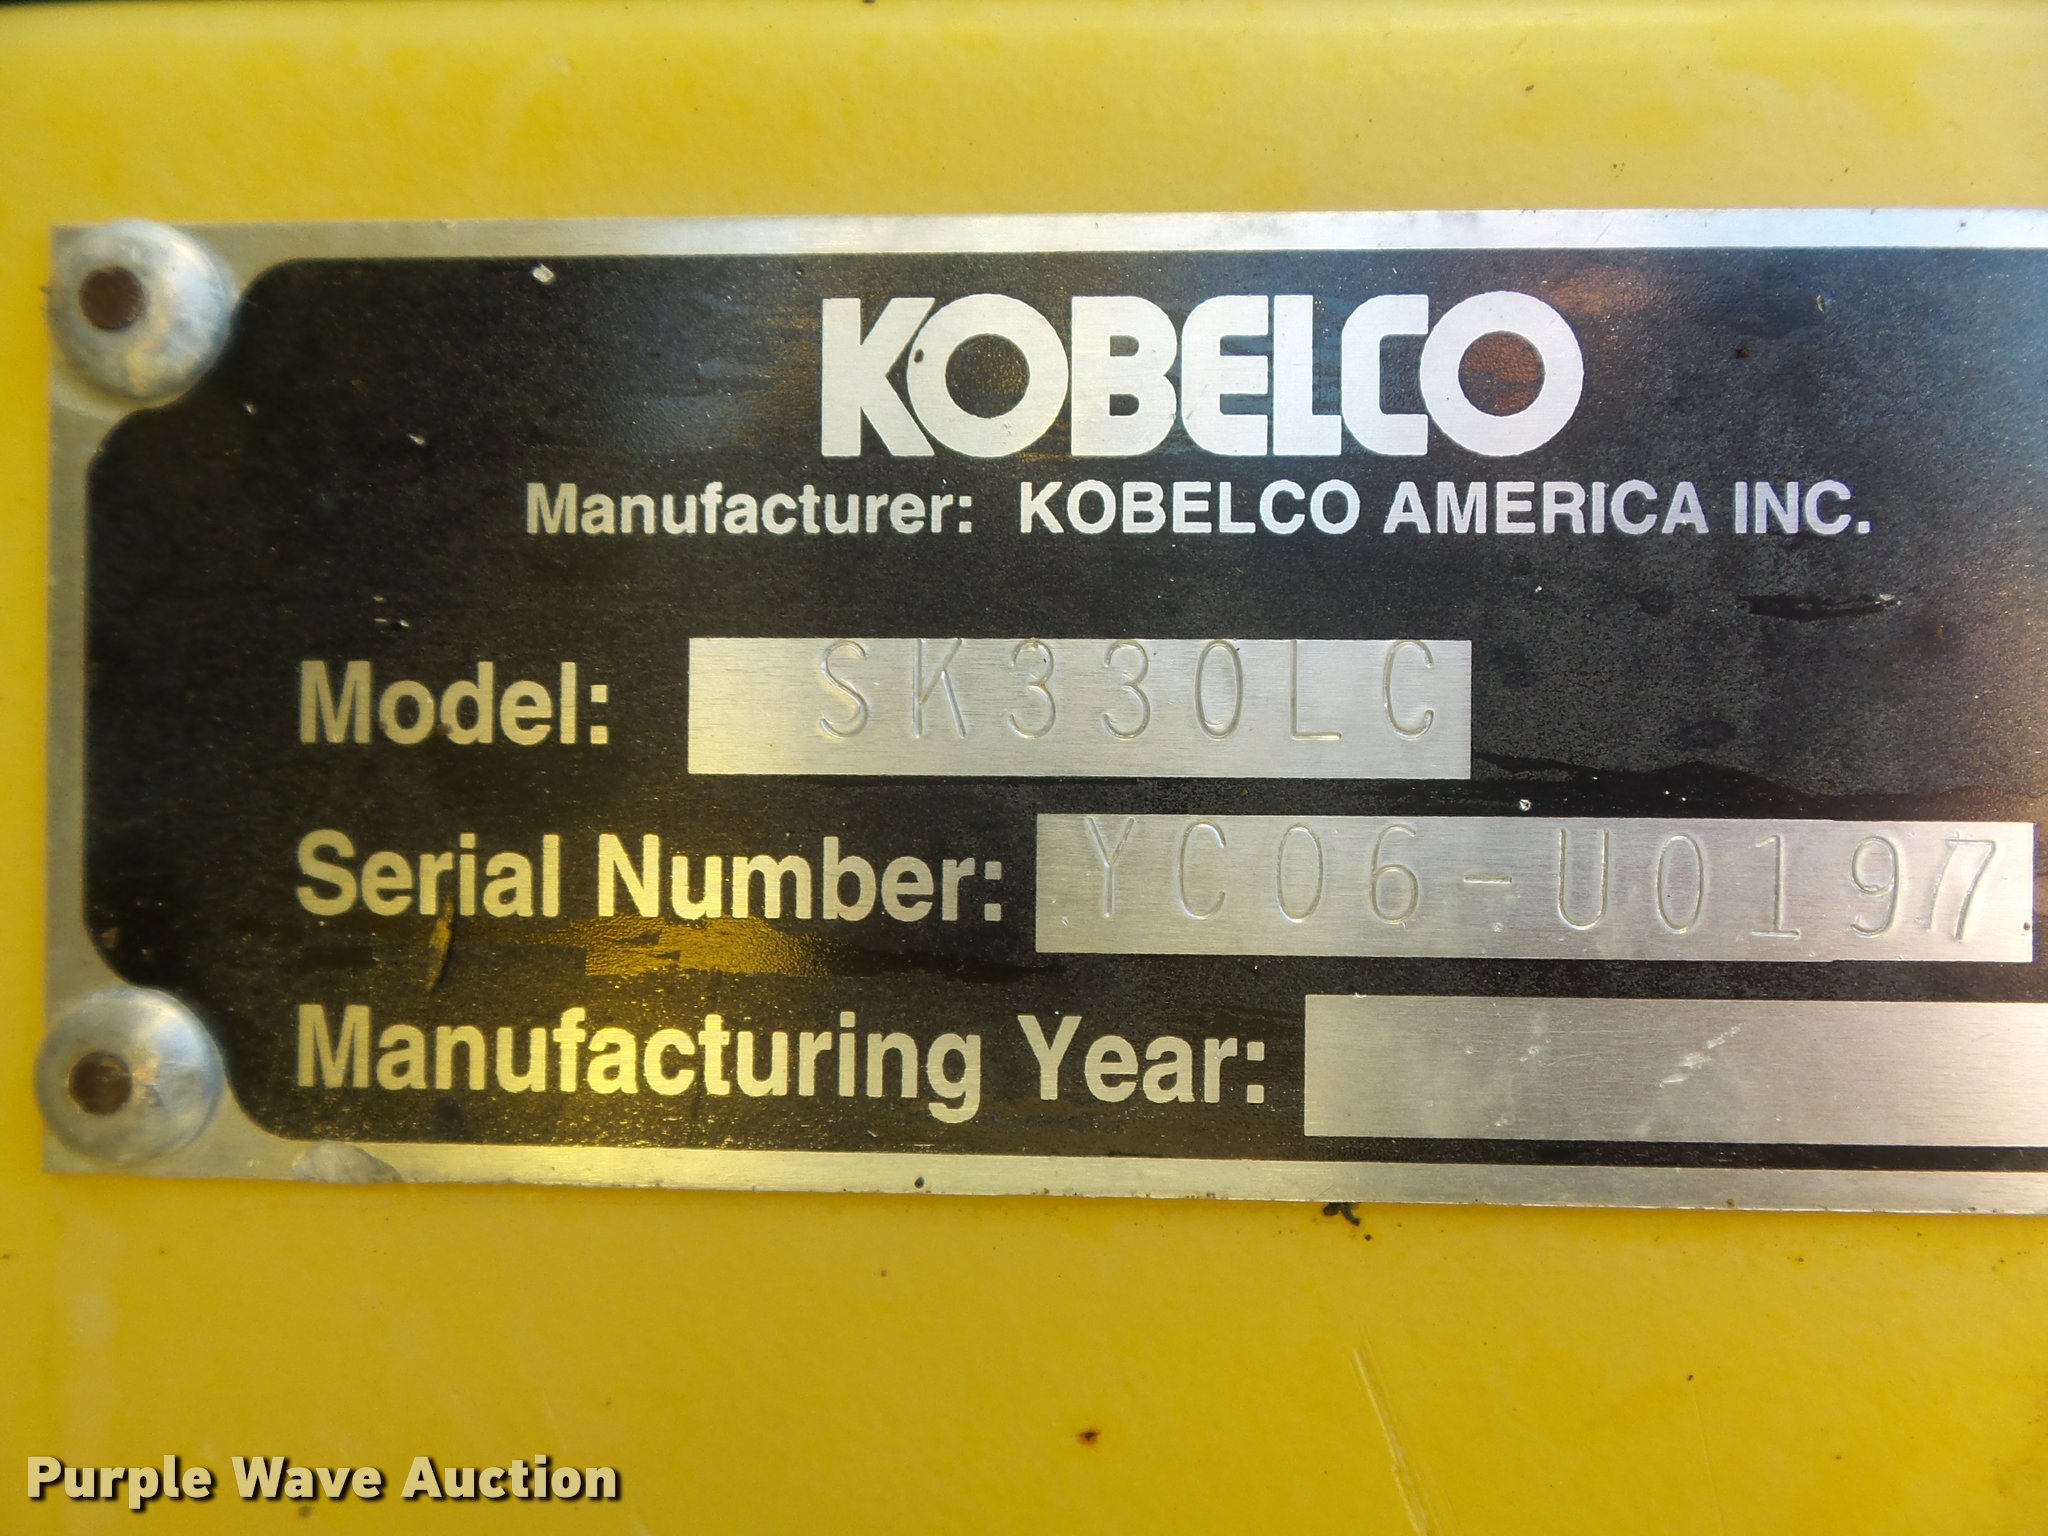 KOBELCO
Manufacturer: KOBELCO AMERICA INC.
Model: SK330LC
Serial Number: YC06-U0197
Manufacturing Year:
Purple Wave Auction